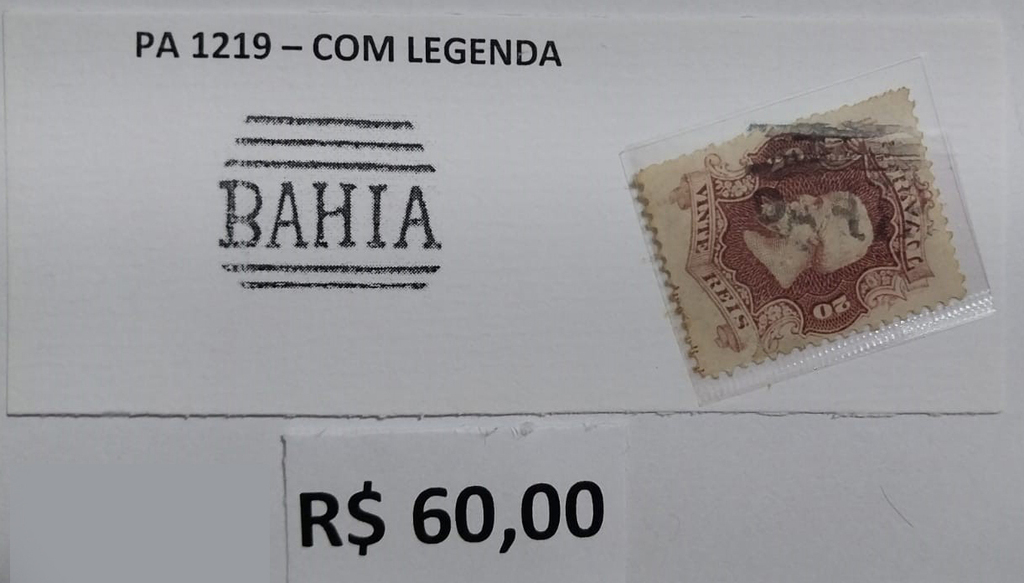 PA 1219 – COM LEGENDA
BAHIA
VINTE REIS
20
R$ 60,00